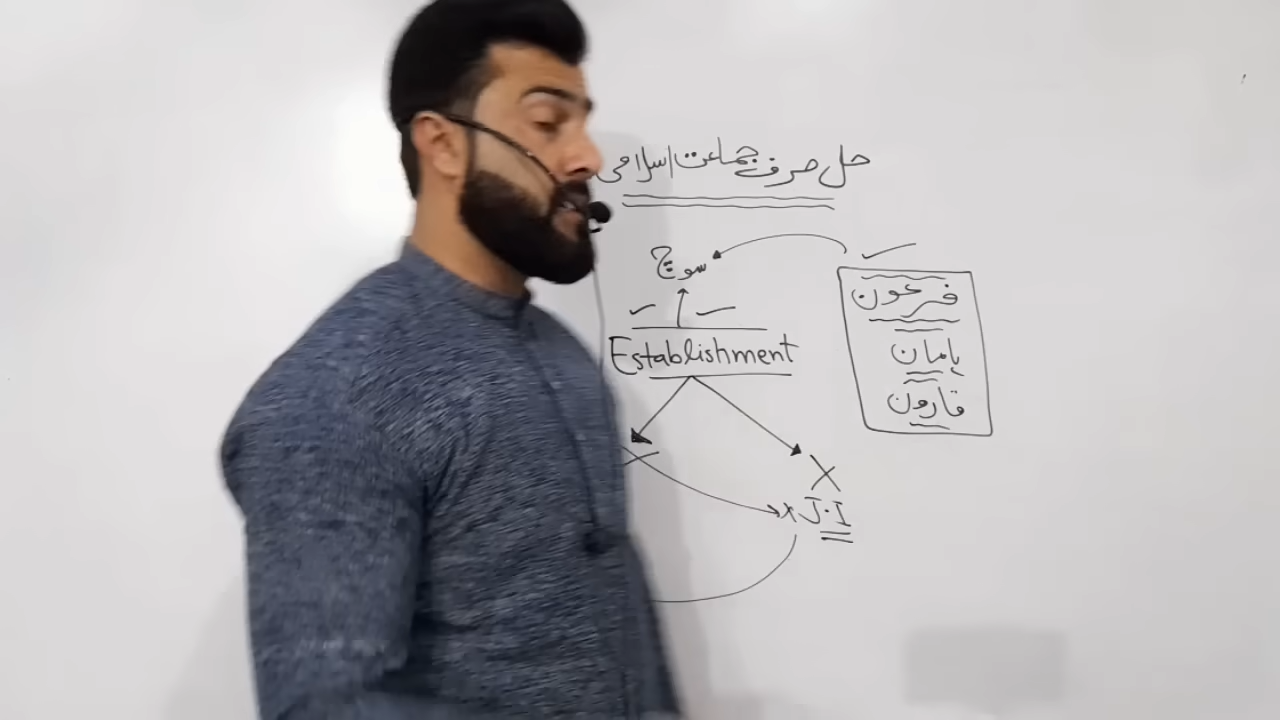 حل صرف جماعت اسلامی
سوچ
Establishment
J.I
فرعون
ہامان
قارون